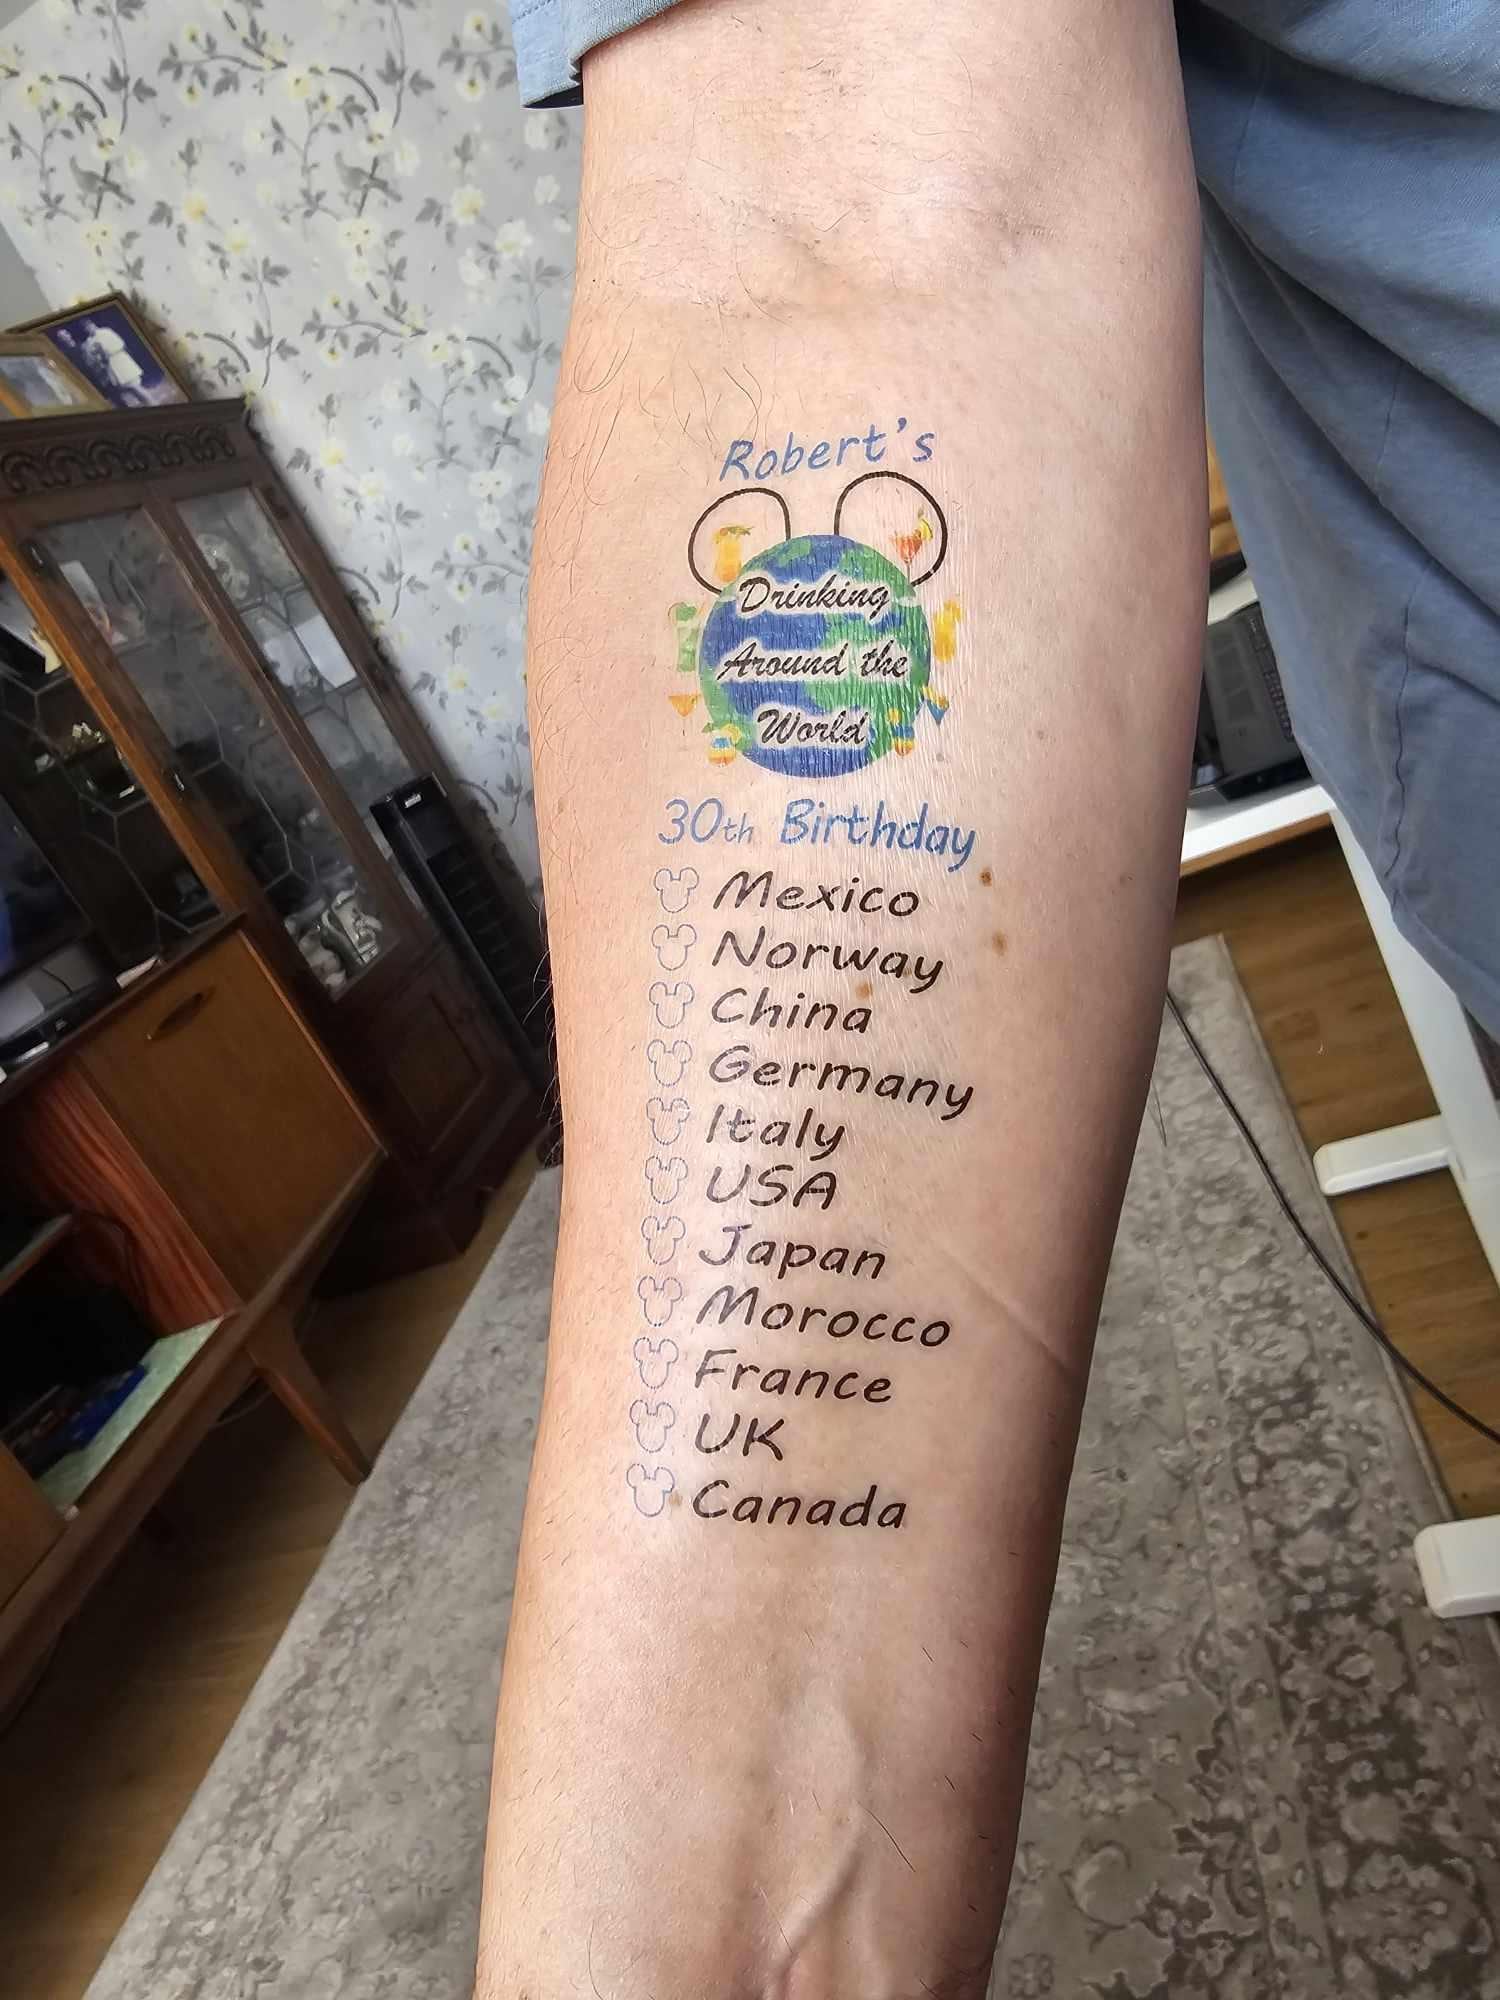 Robert's
Drinking
Around the
World
30th Birthday
Mexico
Norway
China
Germany
Italy
USA
Japan
Morocco
France
UK
Canada